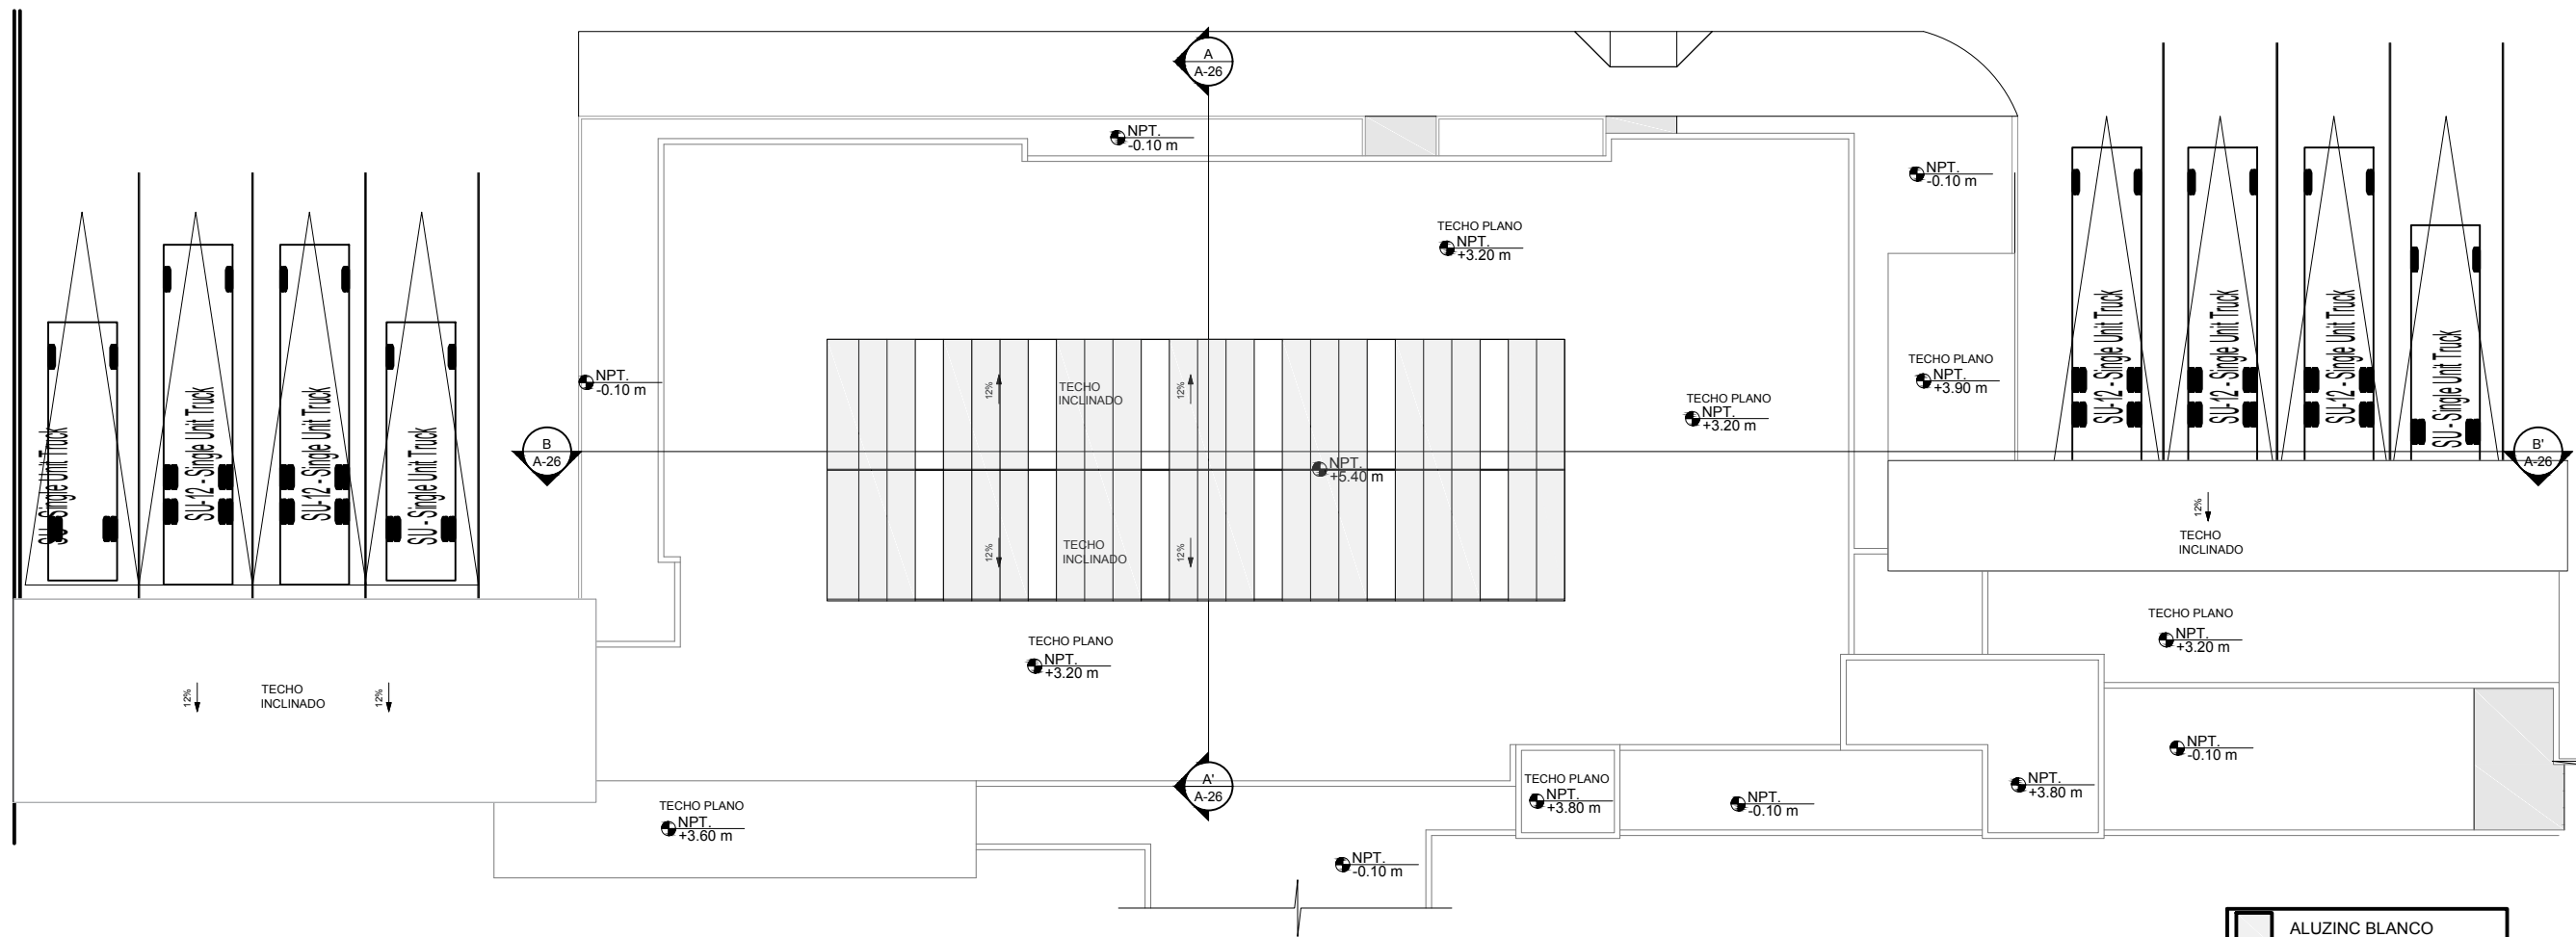 A
A-26
NPT.
-0.10 m
NPT.
-0.10 m
TECHO PLANO
NPT.
+3.20 m
NPT.
-0.10 m
12%
TECHO
INCLINADO
12%
TECHO PLANO
NPT.
+3.20 m
TECHO PLANO
NPT.
+3.90 m
SU - Single Unit Truck
SU-12 - Single Unit Truck
SU-12 - Single Unit Truck
SU - Single Unit Truck
SU-12 - Single Unit Truck
SU-12 - Single Unit Truck
SU-12 - Single Unit Truck
SU - Single Unit Truck
B
A-26
NPT.
+5.40 m
B'
A-26
12%
TECHO
INCLINADO
12%
12%
TECHO
INCLINADO
TECHO PLANO
NPT.
+3.20 m
TECHO PLANO
NPT.
+3.20 m
12%
TECHO
INCLINADO
12%
NPT.
-0.10 m
A'
A-26
TECHO PLANO
NPT.
+3.80 m
NPT.
-0.10 m
NPT.
+3.80 m
TECHO PLANO
NPT.
+3.60 m
NPT.
-0.10 m
ALUZINC BLANCO